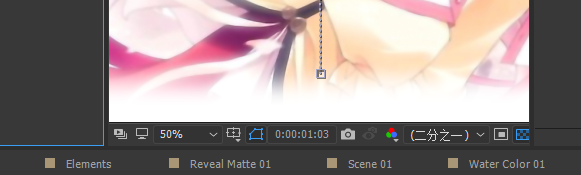 50% 0:00:01:03 (二分之一)
Elements Reveal Matte 01 Scene 01 Water Color 01